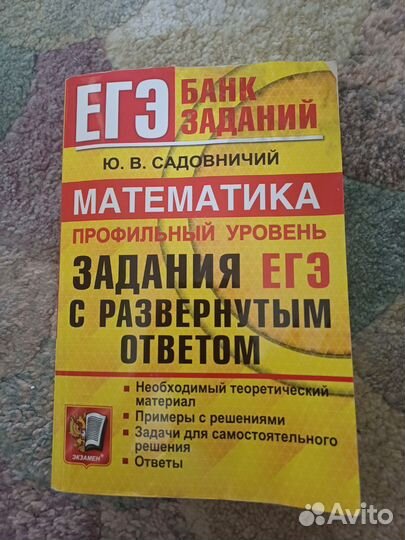 ЕГЭ
БАНК
ЗАДАНИЙ
Ю. В. САДОВНИЧИЙ
МАТЕМАТИКА
ПРОФИЛЬНЫЙ УРОВЕНЬ
ЗАДАНИЯ ЕГЭ
С РАЗВЕРНУТЫМ
ОТВЕТОМ
▪ Необходимый теоретический
материал
▪ Примеры с решениями
▪ Задачи для самостоятельного
решения
▪ Ответы
ЭКЗАМЕН®
Avito